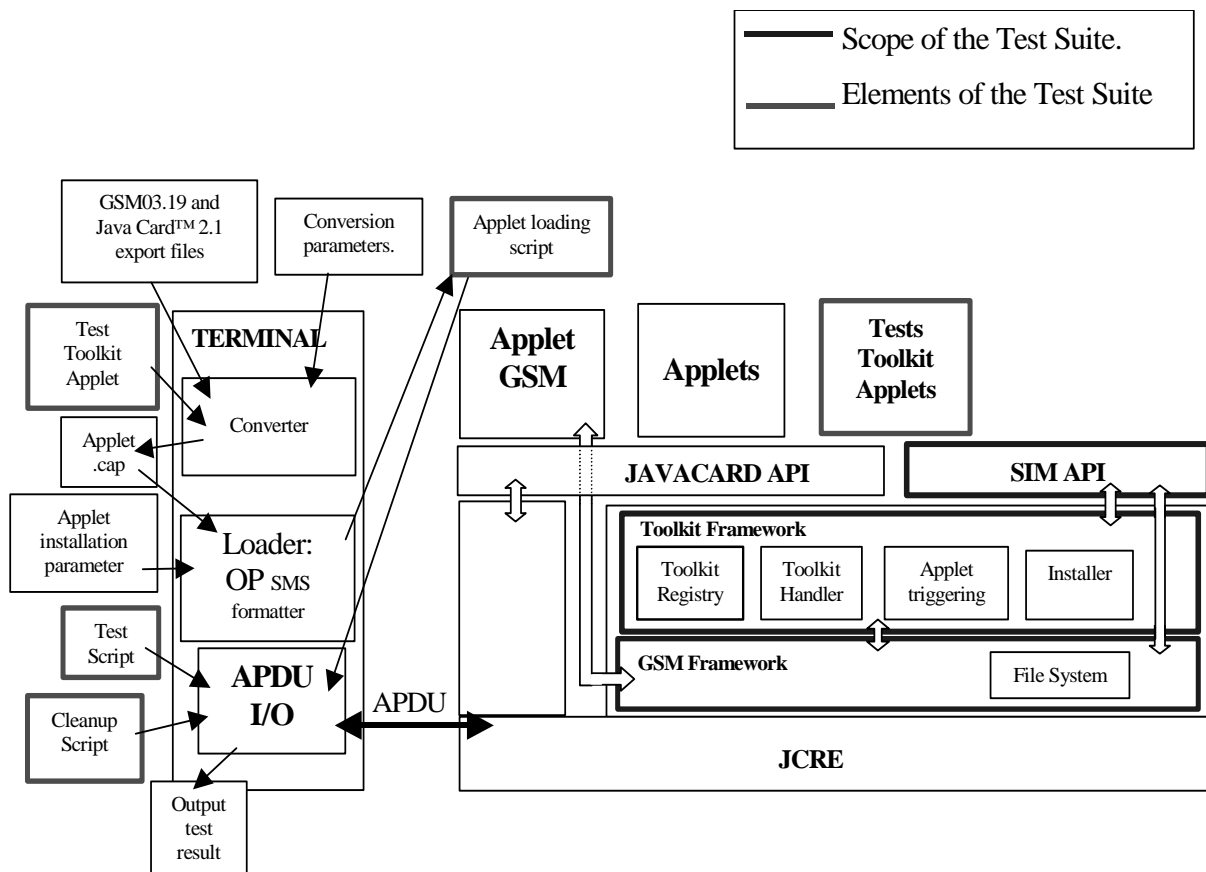 Scope of the Test Suite.
Elements of the Test Suite
GSM03.19 and
Java Card™ 2.1
export files
Conversion
parameters.
Applet loading
script
Test
Toolkit
Applet
TERMINAL
Applet
GSM
Applets
Tests
Toolkit
Applets
Converter
Applet
.cap
JAVACARD API
SIM API
Applet
installation
parameter
Loader:
OP SMS
formatter
Toolkit Framework
Toolkit
Registry
Toolkit
Handler
Applet
triggering
Installer
Test
Script
APDU
I/O
GSM Framework
File System
Cleanup
Script
APDU
JCRE
Output
test
result